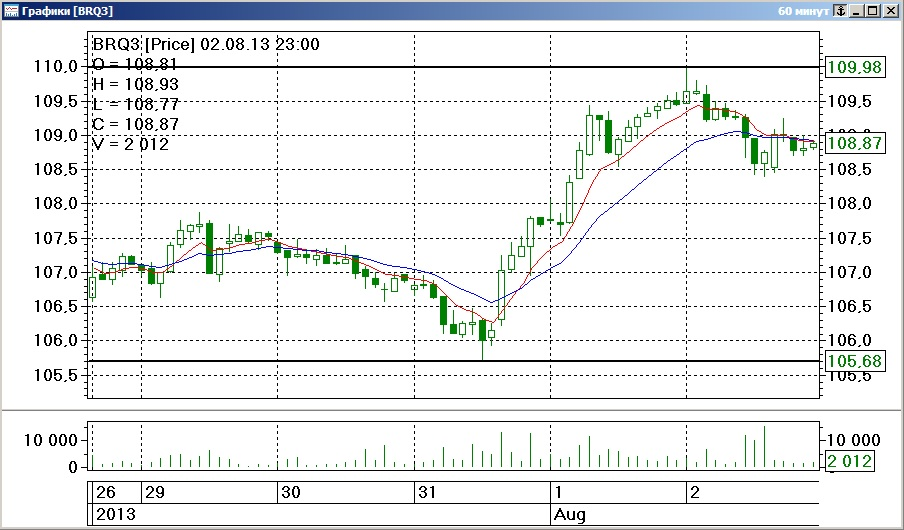 Графики [BRQ3]
60 минут
BRQ3 [Price] 02.08.13 23:00
O = 108,81
H = 108,93
L = 108,77
C = 108,87
V = 2 012
110,0
109,5
109,0
108,5
108,0
107,5
107,0
106,5
106,0
105,5
109,98
109,5
109,0
108,87
108,5
108,0
107,5
107,0
106,5
106,0
105,68
105,5
10 000
0
10 000
2 012
26 29 30 31 1 2
2013 Aug